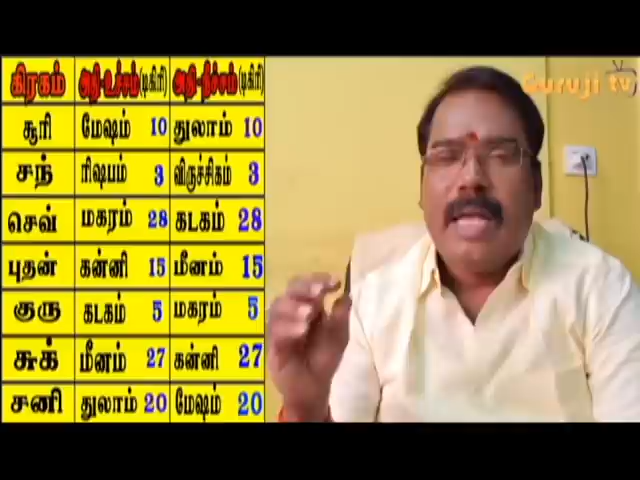 கிரகம் அதி-உச்சம்(டிகிரி) அதி-நீச்சம்(டிகிரி)
சூரி மேஷம் 10 துலாம் 10
சந் ரிஷபம் 3 விருச்சிகம் 3
செவ் மகரம் 28 கடகம் 28
புதன் கன்னி 15 மீனம் 15
குரு கடகம் 5 மகரம் 5
சுக் மீனம் 27 கன்னி 27
சனி துலாம் 20 மேஷம் 20
Guruji tv